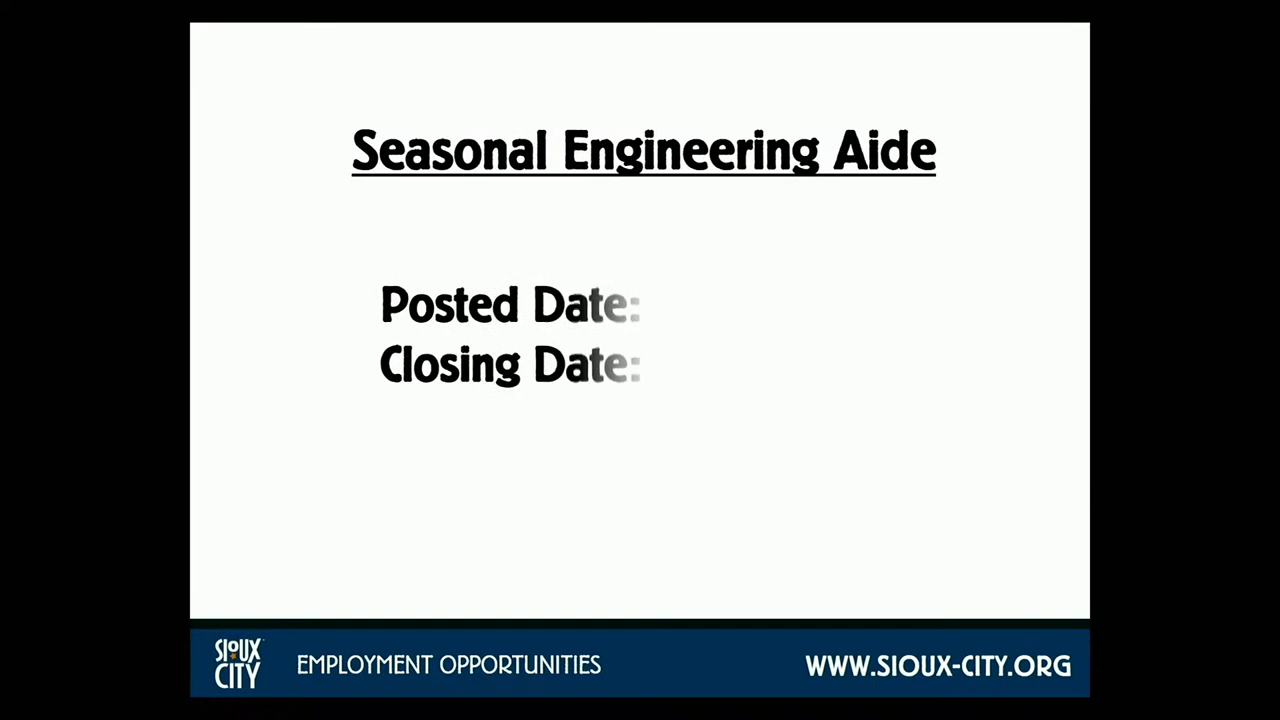 Seasonal Engineering Aide
Posted Date:
Closing Date:
SIOUX
CITY
EMPLOYMENT OPPORTUNITIES
WWW.SIOUX-CITY.ORG